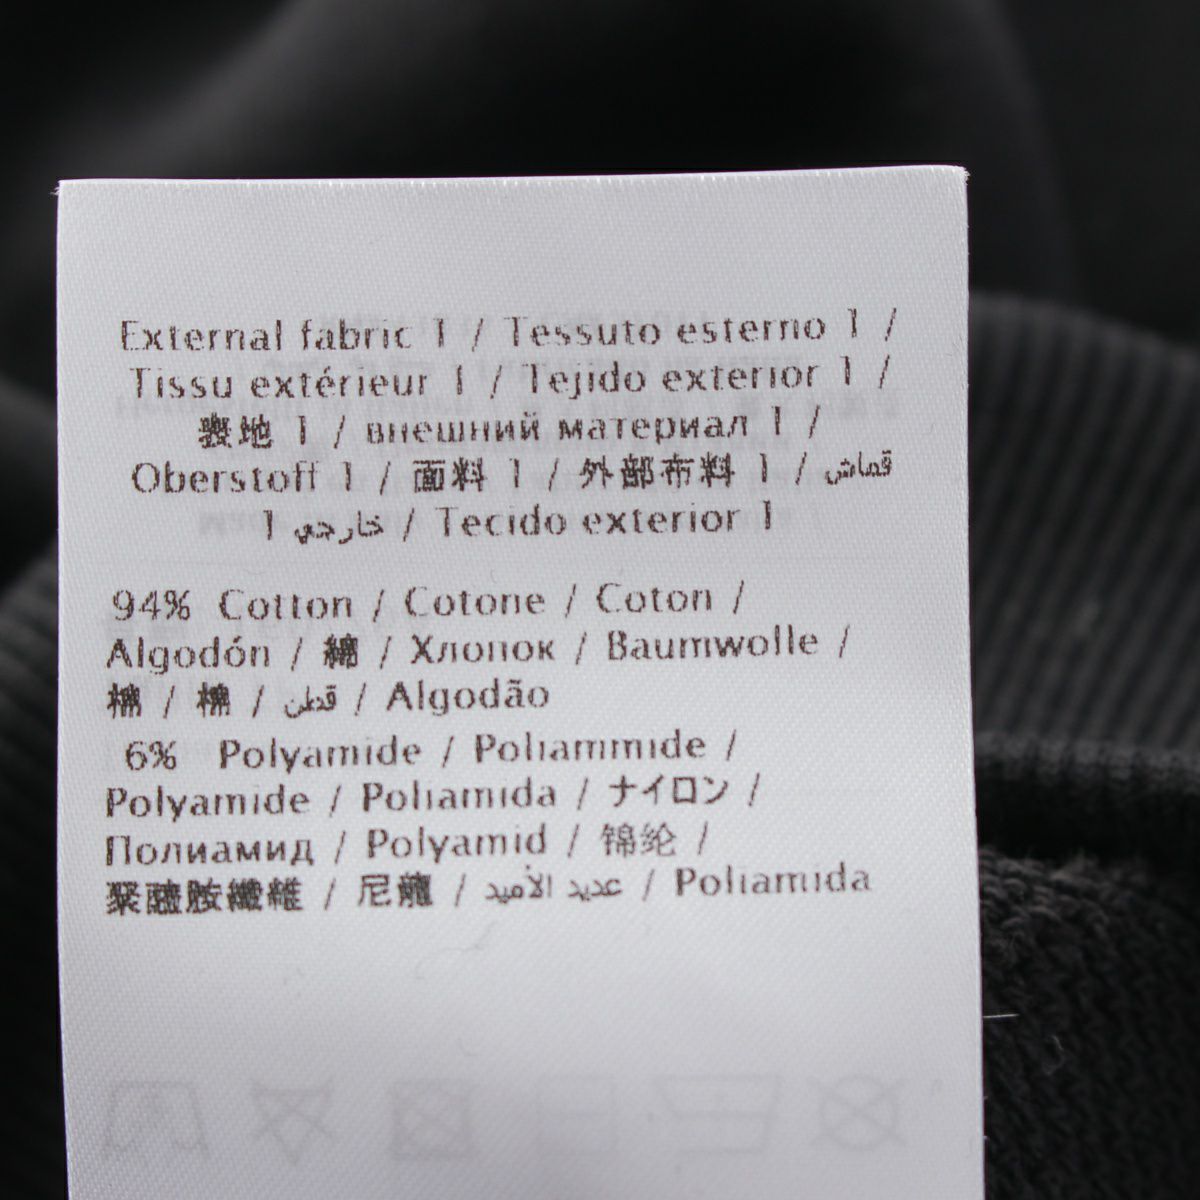 External fabric 1 / Tessuto esterno 1 /
Tissu extérieur 1 / Tejido exterior 1 /
表地 1 / внешний материал 1 /
Oberstoff 1 / 面料 1 / 外部布料 1 / قماش
1 خارجي / Tecido exterior 1
94% Cotton / Cotone / Coton /
Algodón / 綿 / Хлопок / Baumwolle /
棉 / 棉 / قطن / Algodão
6% Polyamide / Poliammide /
Polyamide / Poliamida / ナイロン /
Полиамид / Polyamid / 锦纶 /
聚醯胺纖維 / 尼龍 / عديد الأميد / Poliamida